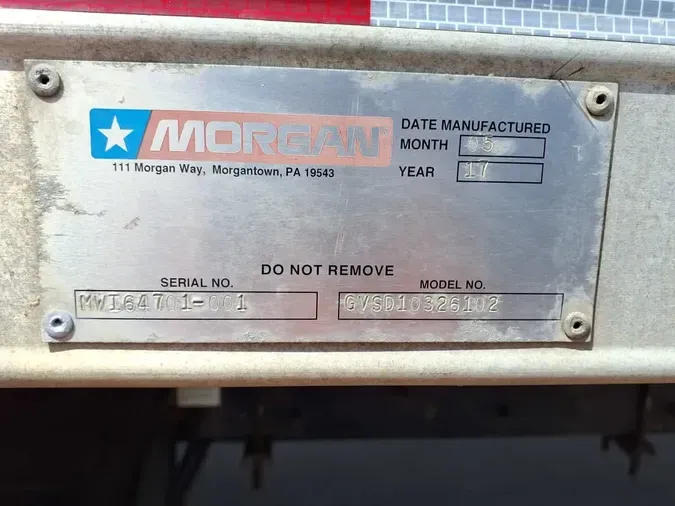 MORGAN®
111 Morgan Way, Morgantown, PA 19543
DATE MANUFACTURED
MONTH 05
YEAR 17
DO NOT REMOVE
SERIAL NO.
MWI64701-001
MODEL NO.
GVSD10326102